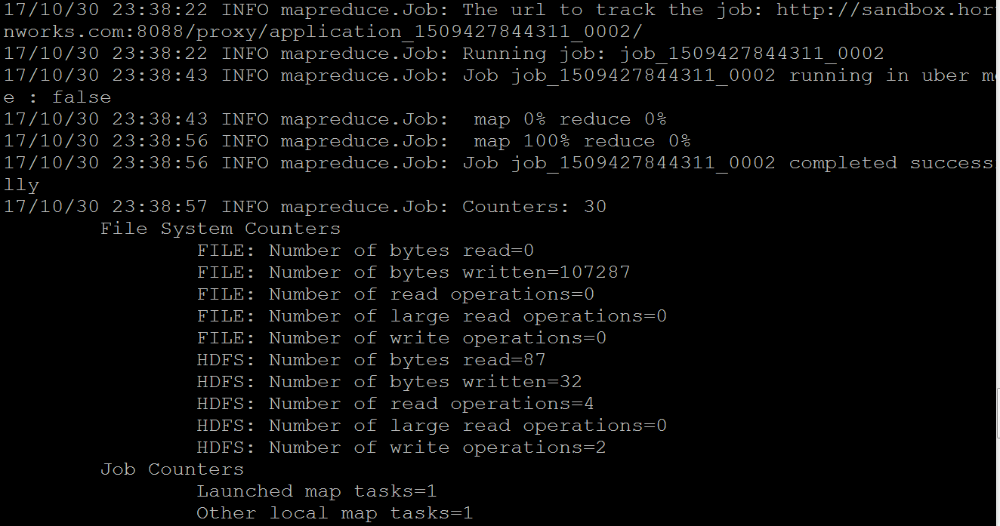 17/10/30 23:38:22 INFO mapreduce.Job: The url to track the job: http://sandbox.hor
nworks.com:8088/proxy/application_1509427844311_0002/
17/10/30 23:38:22 INFO mapreduce.Job: Running job: job_1509427844311_0002
17/10/30 23:38:43 INFO mapreduce.Job: Job job_1509427844311_0002 running in uber m
e : false
17/10/30 23:38:43 INFO mapreduce.Job:  map 0% reduce 0%
17/10/30 23:38:56 INFO mapreduce.Job:  map 100% reduce 0%
17/10/30 23:38:56 INFO mapreduce.Job: Job job_1509427844311_0002 completed success
lly
17/10/30 23:38:57 INFO mapreduce.Job: Counters: 30
File System Counters
FILE: Number of bytes read=0
FILE: Number of bytes written=107287
FILE: Number of read operations=0
FILE: Number of large read operations=0
FILE: Number of write operations=0
HDFS: Number of bytes read=87
HDFS: Number of bytes written=32
HDFS: Number of read operations=4
HDFS: Number of large read operations=0
HDFS: Number of write operations=2
Job Counters
Launched map tasks=1
Other local map tasks=1